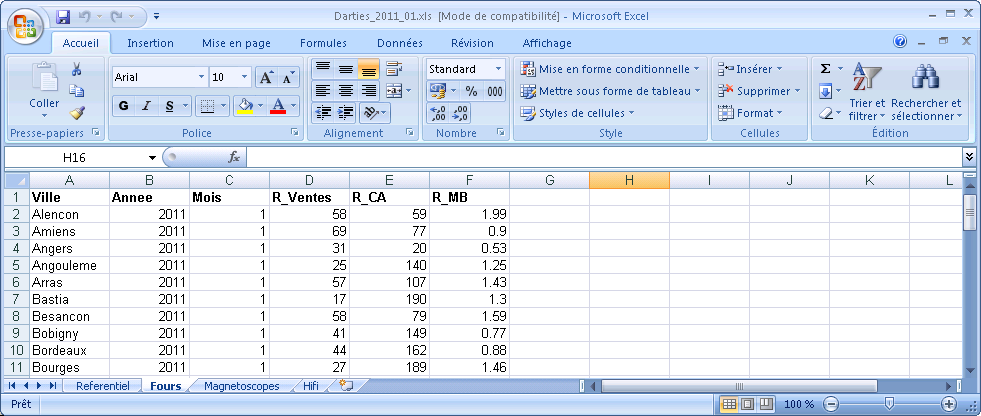 Darties_2011_01.xls [Mode de compatibilité] - Microsoft Excel
Accueil Insertion Mise en page Formules Données Révision Affichage
Coller
Presse-papiers
Arial 10 A A
G I S A
Police
Alignement
Standard
% 000
,0 ,00 ,00 ,0
Nombre
Mise en forme conditionnelle
Mettre sous forme de tableau
Styles de cellules
Style
Insérer
Supprimer
Format
Cellules
Σ
Trier et filtrer
Rechercher et sélectionner
Édition
H16 fx
A B C D E F G H I J K L
1 Ville Annee Mois R_Ventes R_CA R_MB
2 Alencon 2011 1 58 59 1.99
3 Amiens 2011 1 69 77 0.9
4 Angers 2011 1 31 20 0.53
5 Angouleme 2011 1 25 140 1.25
6 Arras 2011 1 57 107 1.43
7 Bastia 2011 1 17 190 1.3
8 Besancon 2011 1 58 79 1.59
9 Bobigny 2011 1 41 149 0.77
10 Bordeaux 2011 1 44 162 0.88
11 Bourges 2011 1 27 189 1.46
Referentiel Fours Magnetoscopes Hifi
Prêt 100 %